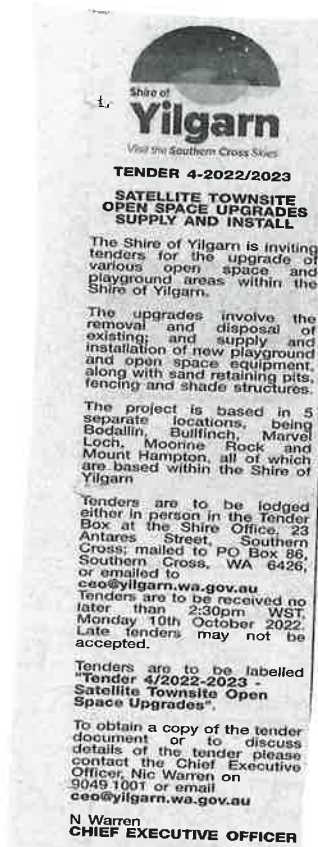 Shire of
Yilgarn
Visit the Southern Cross Skies
TENDER 4-2022/2023
SATELLITE TOWNSITE
OPEN SPACE UPGRADES
SUPPLY AND INSTALL
The Shire of Yilgarn is inviting
tenders for the upgrade of
various open space and
playground areas within the
Shire of Yilgarn.
The upgrades involve the
removal and disposal of
existing; and supply and
installation of new playground
and open space equipment,
along with sand retaining pits,
fencing and shade structures.
The project is based in 5
separate locations, being
Bodallin, Bullfinch, Marvel
Loch, Moorine Rock and
Mount Hampton, all of which
are based within the Shire of
Yilgarn
Tenders are to be lodged
either in person in the Tender
Box at the Shire Office, 23
Antares Street, Southern
Cross; mailed to PO Box 86,
Southern Cross, WA 6426;
or emailed to
ceo@yilgarn.wa.gov.au
Tenders are to be received no
later than 2:30pm WST,
Monday 10th October 2022.
Late tenders may not be
accepted.
Tenders are to be labelled
"Tender 4/2022-2023 -
Satellite Townsite Open
Space Upgrades".
To obtain a copy of the tender
document or to discuss
details of the tender please
contact the Chief Executive
Officer, Nic Warren on
9049 1001 or email
ceo@yilgarn.wa.gov.au
N Warren
CHIEF EXECUTIVE OFFICER